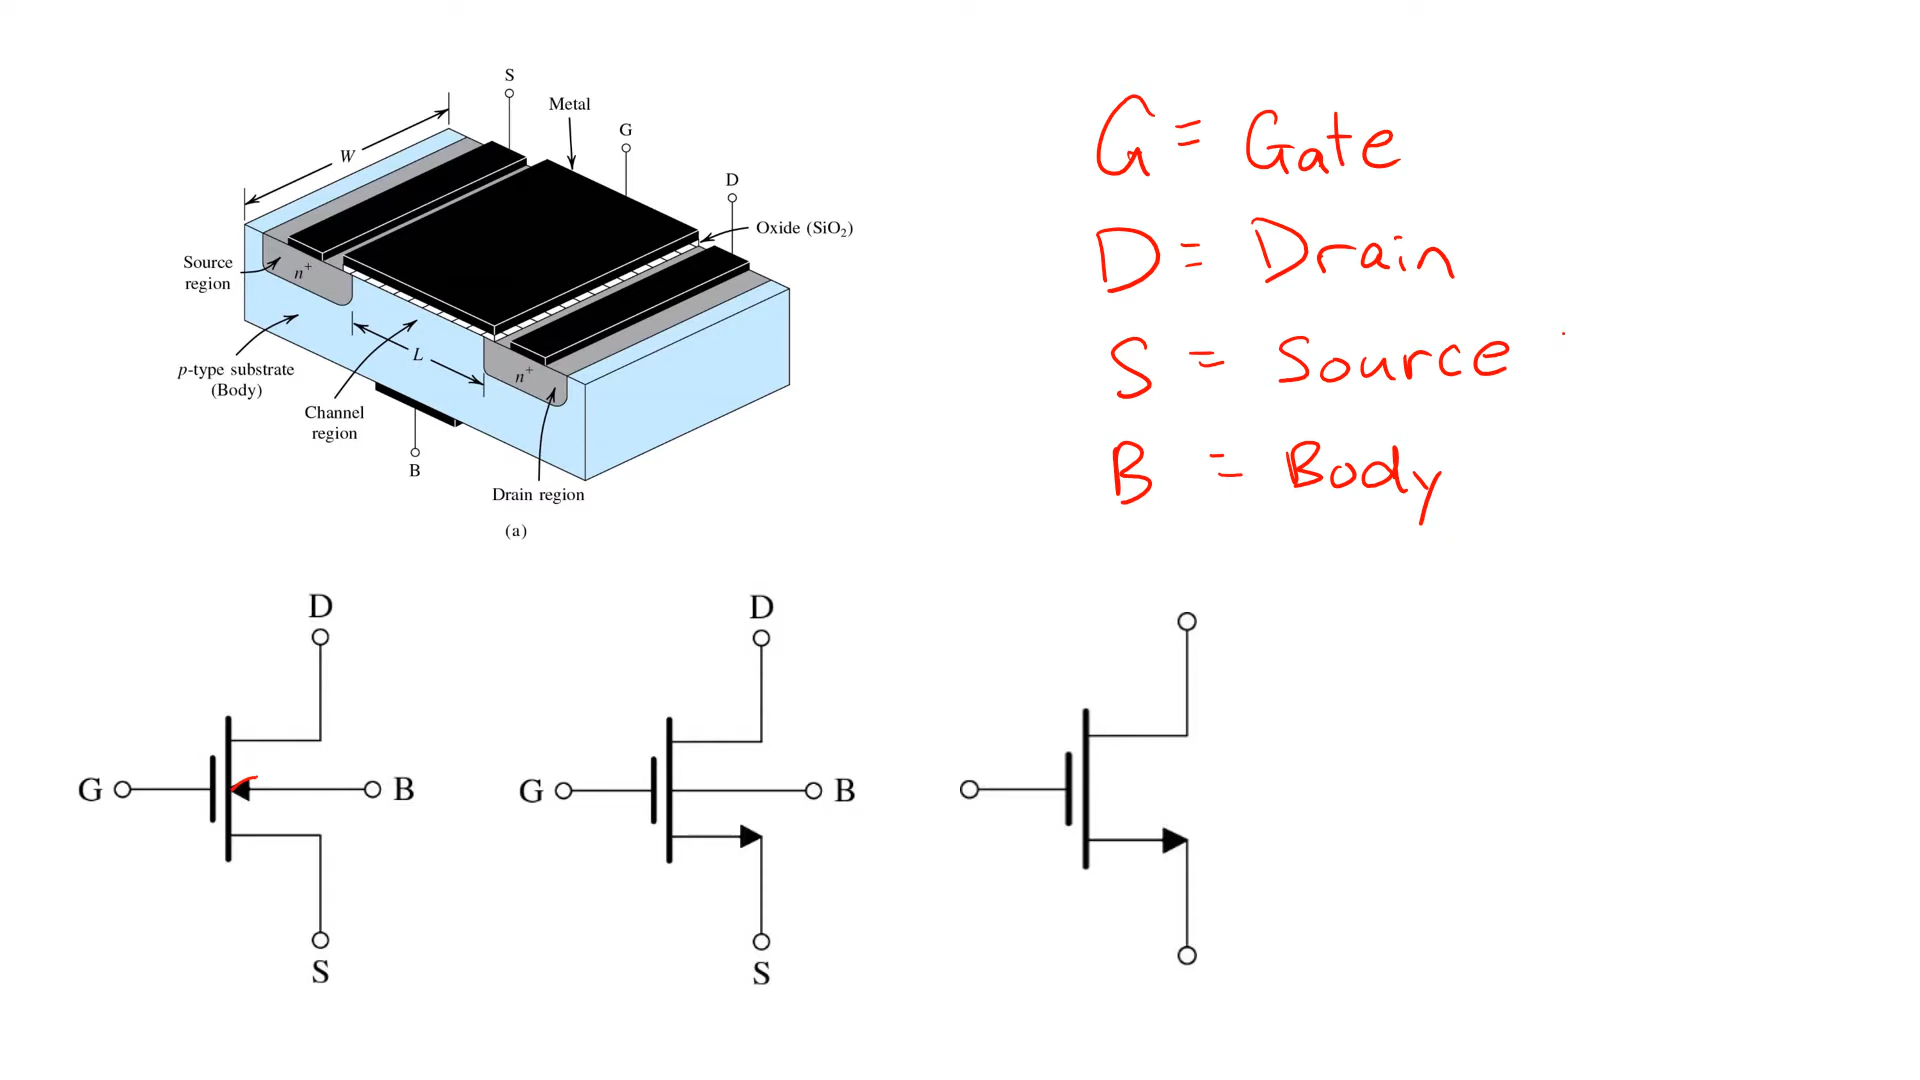 S
Metal
G
W
D
Oxide (SiO₂)
Source
region
n⁺
L
n⁺
p-type substrate
(Body)
Channel
region
B
Drain region
(a)
G = Gate
D = Drain
S = Source
B = Body
D
G
B
S
D
G
B
S